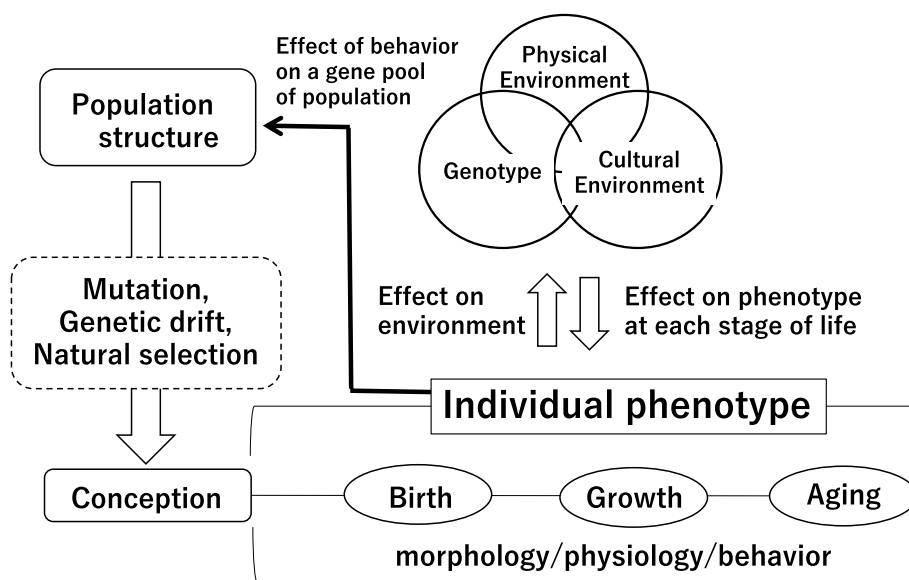 Effect of behavior
on a gene pool
of population
Physical
Environment
Population
structure
Genotype
Cultural
Environment
Mutation,
Genetic drift,
Natural selection
Effect on
environment
Effect on phenotype
at each stage of life
Individual phenotype
Conception
Birth
Growth
Aging
morphology/physiology/behavior